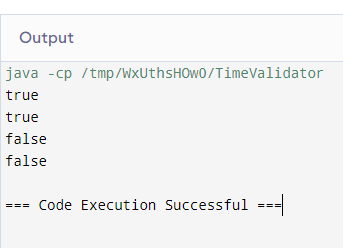 Output
java -cp /tmp/WxUthsHOwO/TimeValidator
true
true
false
false
=== Code Execution Successful ===